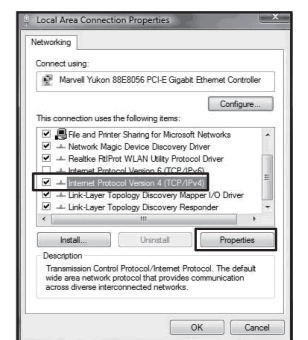 Local Area Connection Properties
Networking
Connect using:
Marvell Yukon 88E8056 PCI-E Gigabit Ethernet Controller
Configure...
This connection uses the following items:
File and Printer Sharing for Microsoft Networks
Network Magic Device Discovery Driver
Realtke RtlProt WLAN Utility Protocol Driver
Internet Protocol Version 6 (TCP/IPv6)
Internet Protocol Version 4 (TCP/IPv4)
Link-Layer Topology Discovery Mapper I/O Driver
Link-Layer Topology Discovery Responder
Install...
Uninstall
Properties
Description
Transmission Control Protocol/Internet Protocol. The default
wide area network protocol that provides communication
across diverse interconnected networks.
OK
Cancel